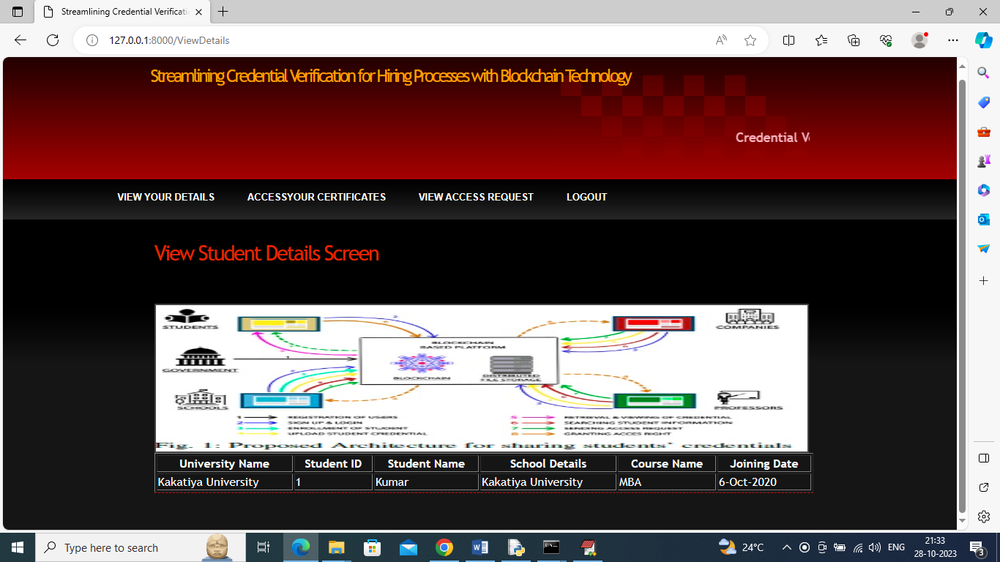 Streamlining Credential Verificati
127.0.0.1:8000/ViewDetails
Streamlining Credential Verification for Hiring Processes with Blockchain Technology
Credential Ve
VIEW YOUR DETAILS ACCESSYOUR CERTIFICATES VIEW ACCESS REQUEST LOGOUT
View Student Details Screen
STUDENTS
COMPANIES
BLOCKCHAIN
BASED PLATFORM
GOVERNMENT
BLOCKCHAIN
DISTRIBUTED
FILE STORAGE
SCHOOLS
PROFESSORS
1 REGISTRATION OF USERS
2 SIGN UP & LOGIN
3 ENROLLMENT OF STUDENT
4 UPLOAD STUDENT CREDENTIAL
5 RETRIEVAL & VIEWING OF CREDENTIAL
6 SEARCHING STUDENT INFORMATION
7 SENDING ACCESS REQUEST
8 GRANTING ACCES RIGHT
Fig. 1: Proposed Architecture for sharing students' credentials
University Name Student ID Student Name School Details Course Name Joining Date
Kakatiya University 1 Kumar Kakatiya University MBA 6-Oct-2020
Type here to search
24°C
ENG
21:33
28-10-2023
3